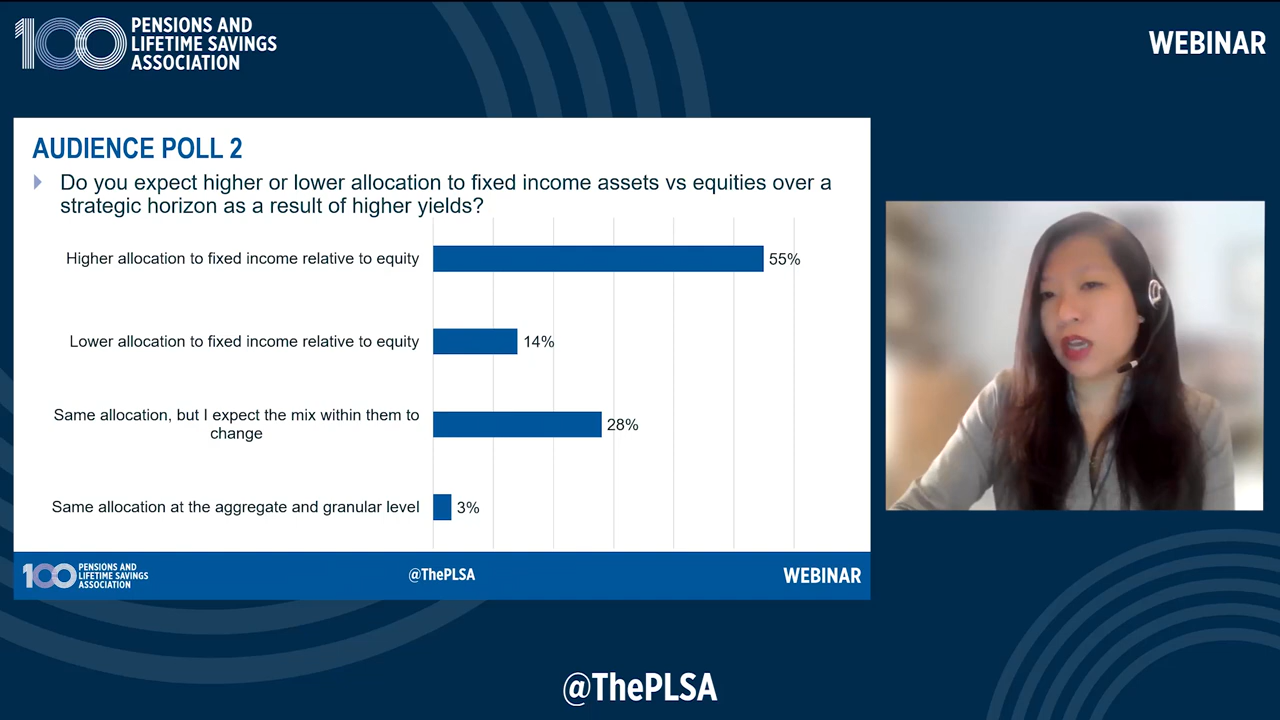 100 PENSIONS AND
LIFETIME SAVINGS
ASSOCIATION
WEBINAR
AUDIENCE POLL 2
Do you expect higher or lower allocation to fixed income assets vs equities over a
strategic horizon as a result of higher yields?
Higher allocation to fixed income relative to equity
55%
Lower allocation to fixed income relative to equity
14%
Same allocation, but I expect the mix within them to
change
28%
Same allocation at the aggregate and granular level
3%
100 PENSIONS AND
LIFETIME SAVINGS
ASSOCIATION
@ThePLSA
WEBINAR
@ThePLSA